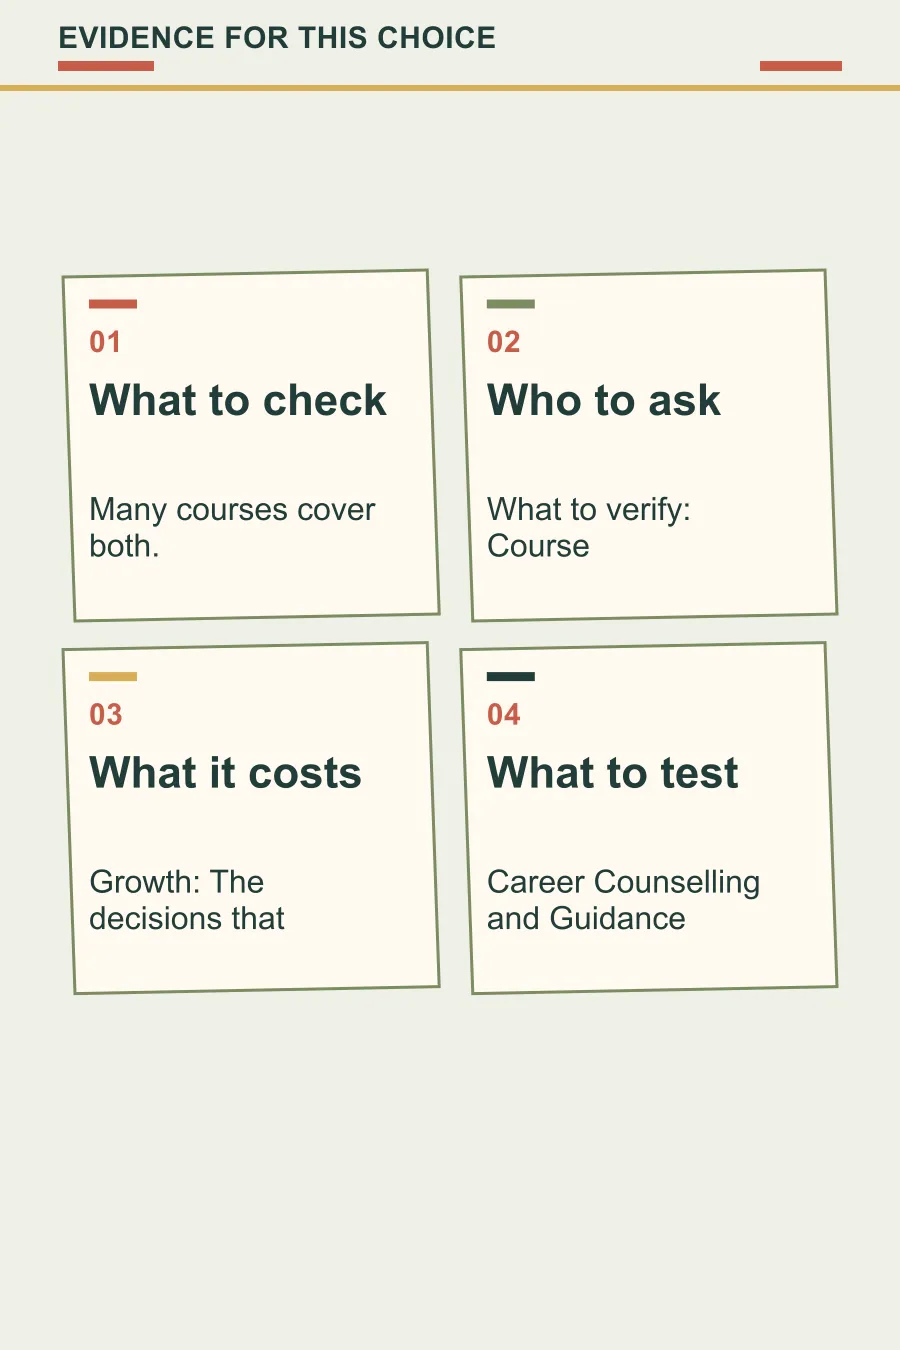 EVIDENCE FOR THIS CHOICE
01
What to check
Many courses cover
both.
02
Who to ask
What to verify:
Course
03
What it costs
Growth: The
decisions that
04
What to test
Career Counselling
and Guidance